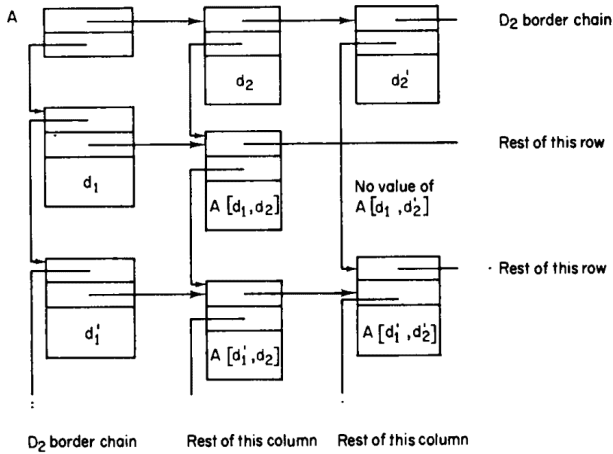 A
D₂ border chain
d₂
d₂'
Rest of this row
d₁
A [d₁,d₂]
No value of
A [d₁ ,d₂']
Rest of this row
d₁'
A [d₁' ,d₂]
A [d₁' ,d₂']
D₂ border chain
Rest of this column
Rest of this column